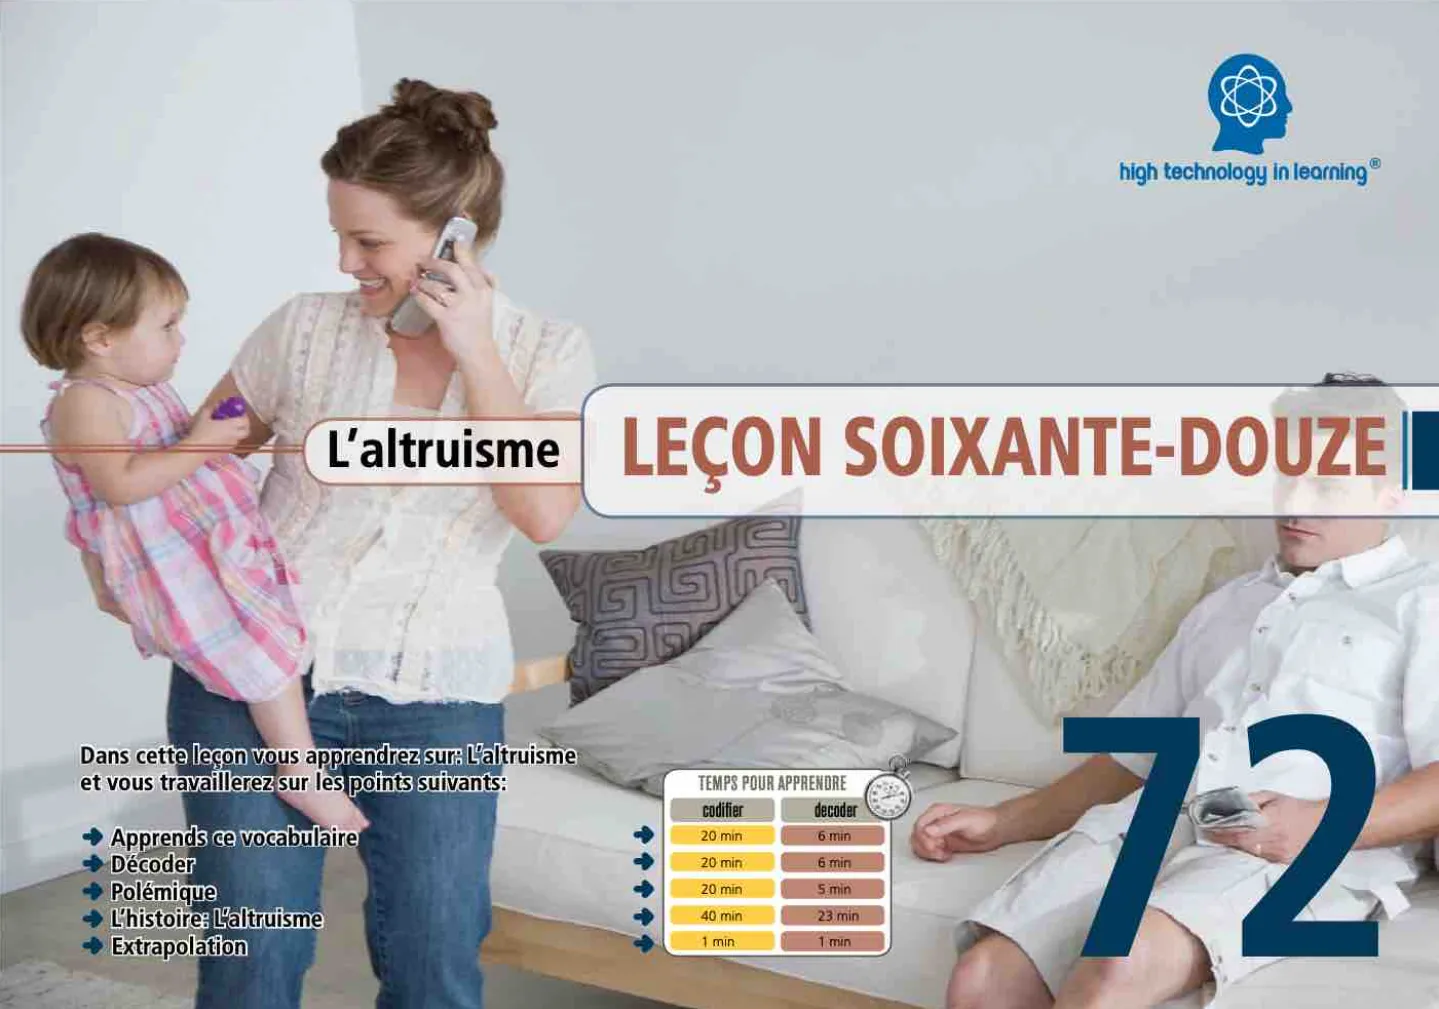 high technology in learning®
L'altruisme
LEÇON SOIXANTE-DOUZE
Dans cette leçon vous apprendrez sur: L'altruisme
et vous travaillerez sur les points suivants:
Apprends ce vocabulaire
Décoder
Polémique
L'histoire: L'altruisme
Extrapolation
TEMPS POUR APPRENDRE
codifier decoder
20 min 6 min
20 min 6 min
20 min 5 min
40 min 23 min
1 min 1 min
72